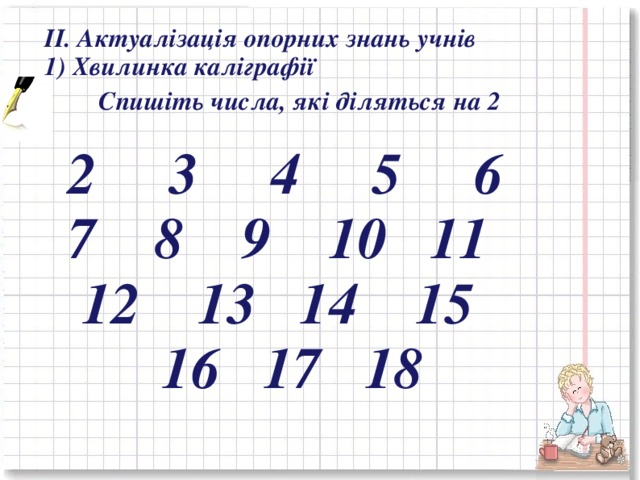 II. Актуалізація опорних знань учнів
1) Хвилинка каліграфії
Спишіть числа, які діляться на 2
2 3 4 5 6
7 8 9 10 11
12 13 14 15
16 17 18